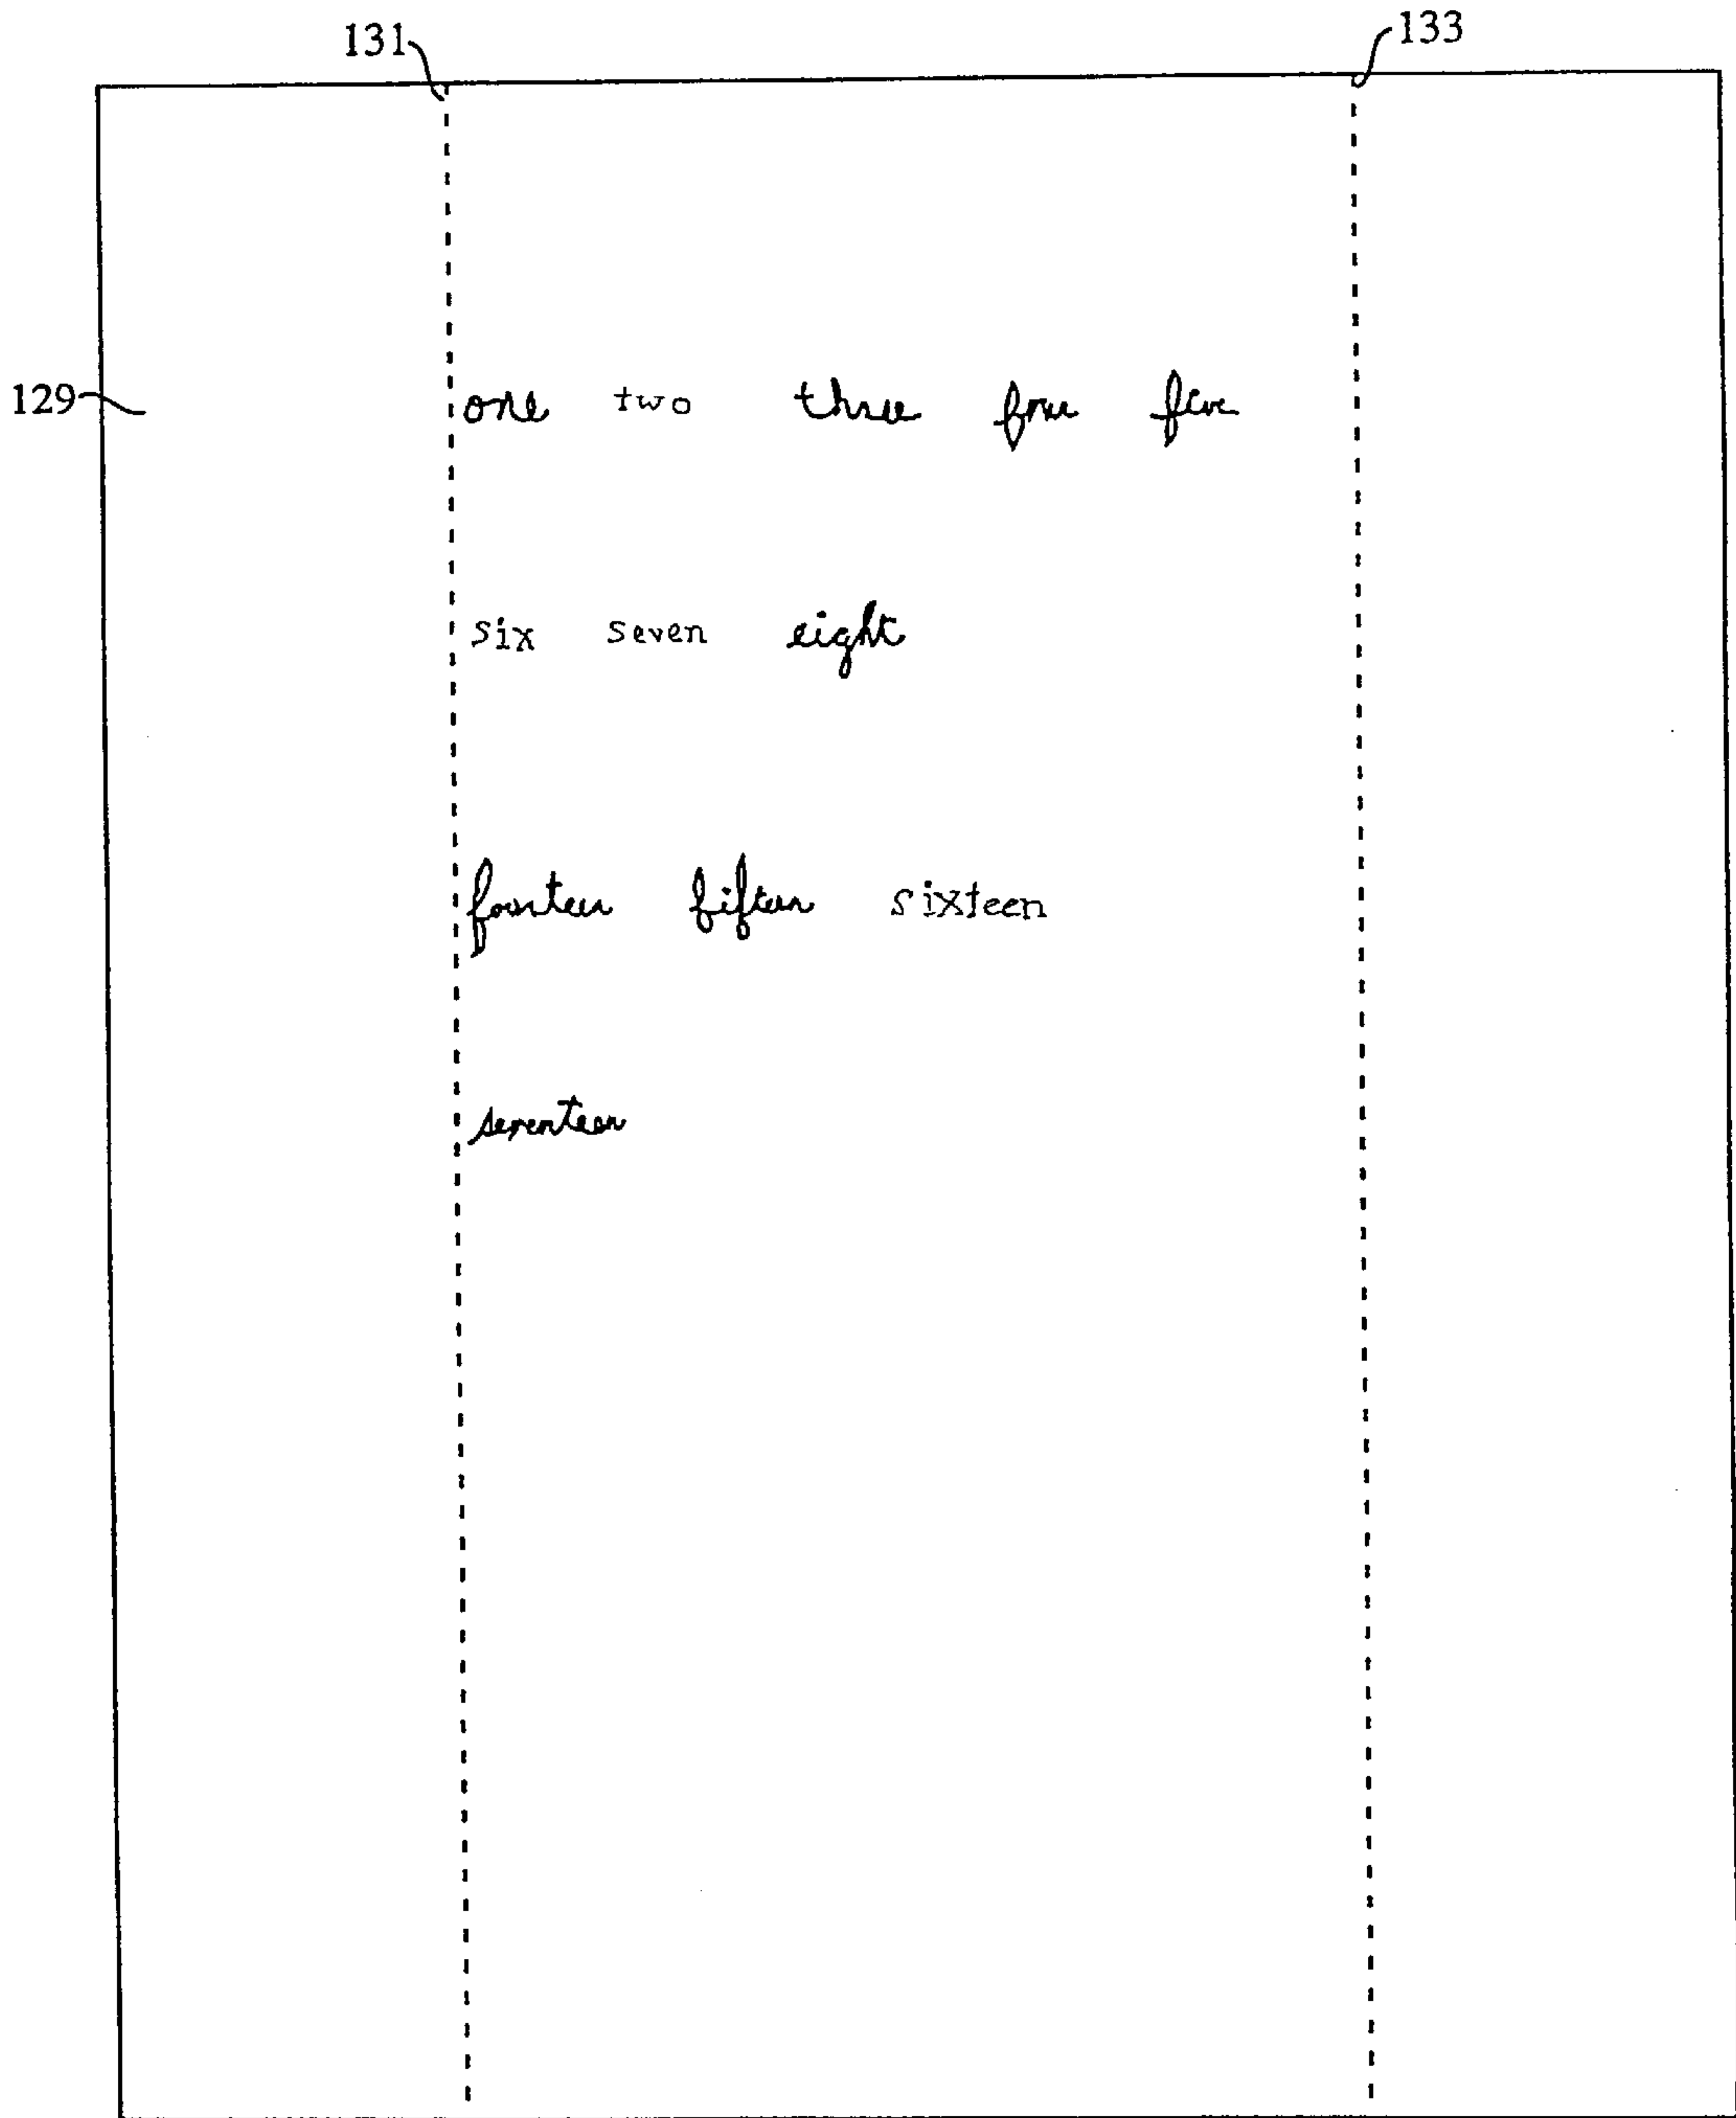 131 133
129 one two three four five
six seven eight
fourteen fifteen sixteen
seventeen